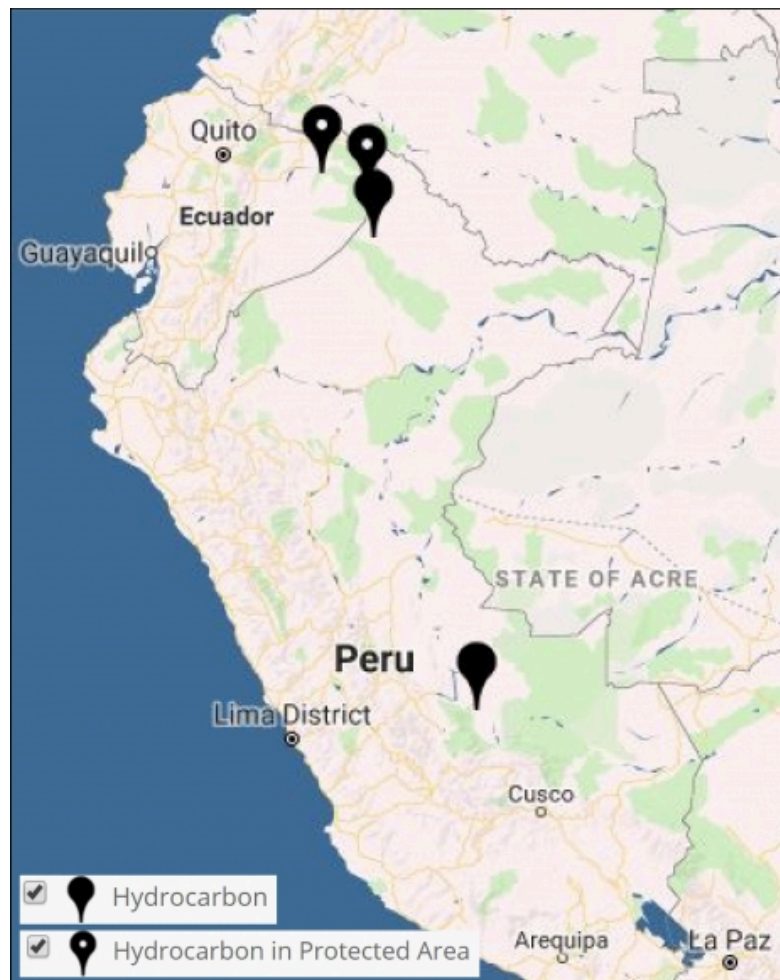 Quito
Ecuador
Guayaquil
STATE OF ACRE
Peru
Lima District
Cusco
Hydrocarbon
Hydrocarbon in Protected Area
Arequipa
La Paz